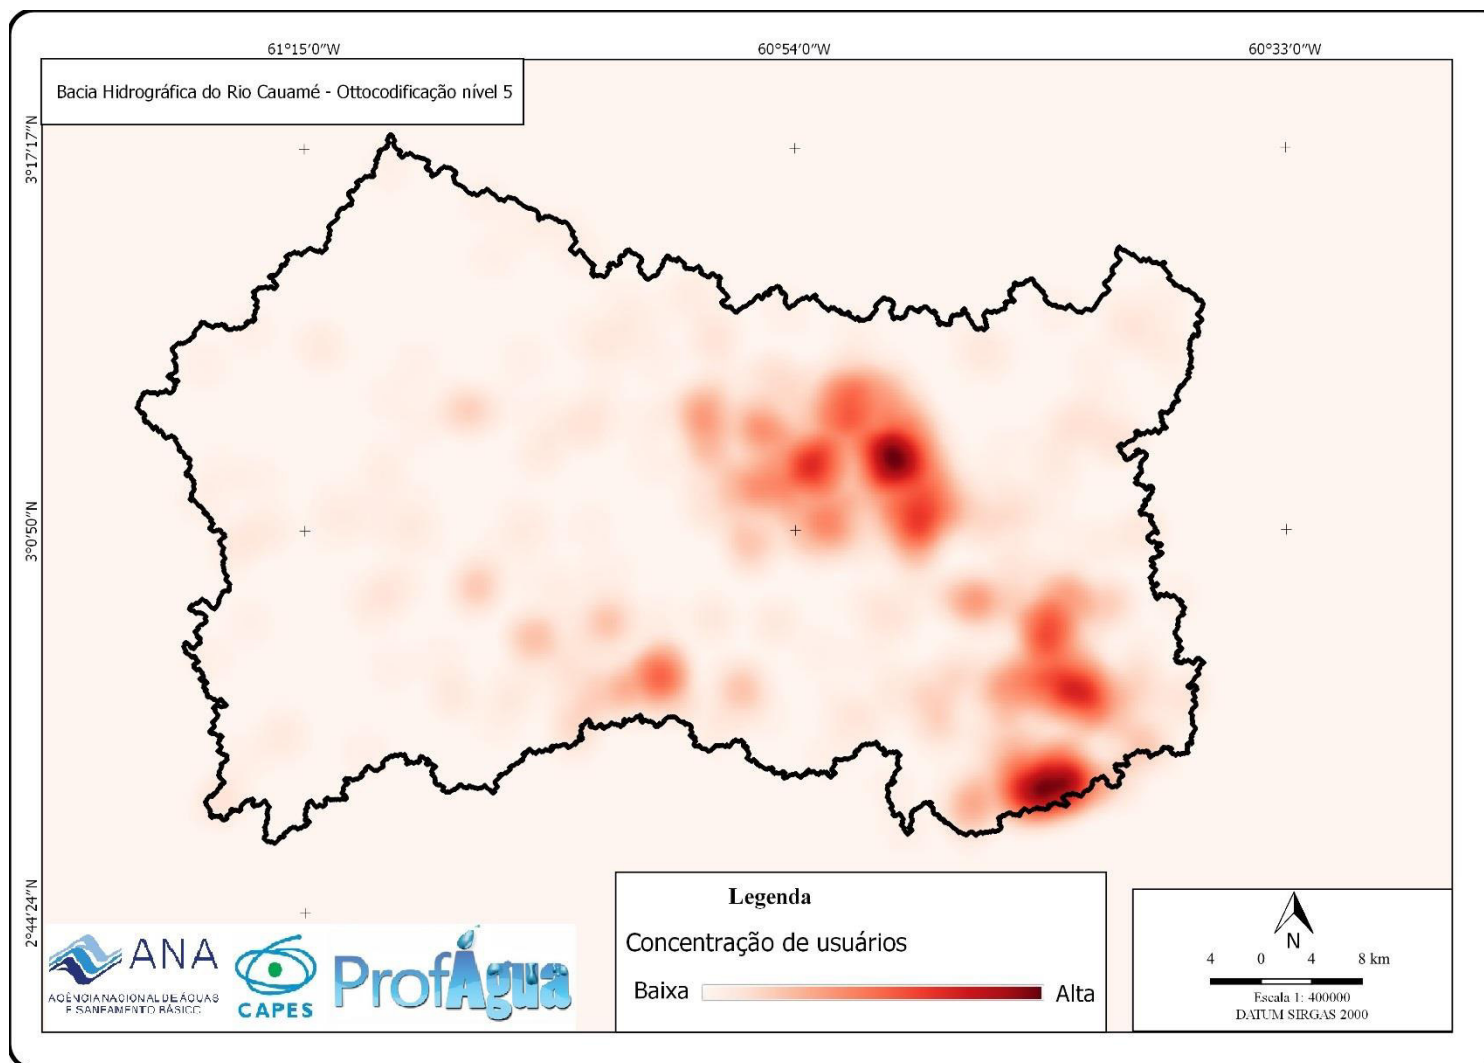 61°15′0″W 60°54′0″W 60°33′0″W
Bacia Hidrográfica do Rio Cauamé - Ottocodificação nível 5
3°17′17″N
3°0′50″N
2°44′24″N
ANA
AGÊNCIA NACIONAL DE ÁGUAS
E SANEAMENTO BÁSICO
CAPES
ProfÁgua
Legenda
Concentração de usuários
Baixa Alta
N
4 0 4 8 km
Escala 1: 400000
DATUM SIRGAS 2000